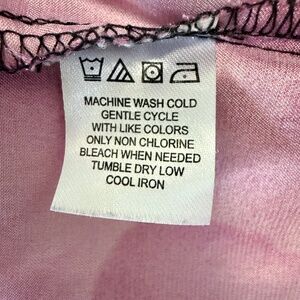 MACHINE WASH COLD
GENTLE CYCLE
WITH LIKE COLORS
ONLY NON CHLORINE
BLEACH WHEN NEEDED
TUMBLE DRY LOW
COOL IRON